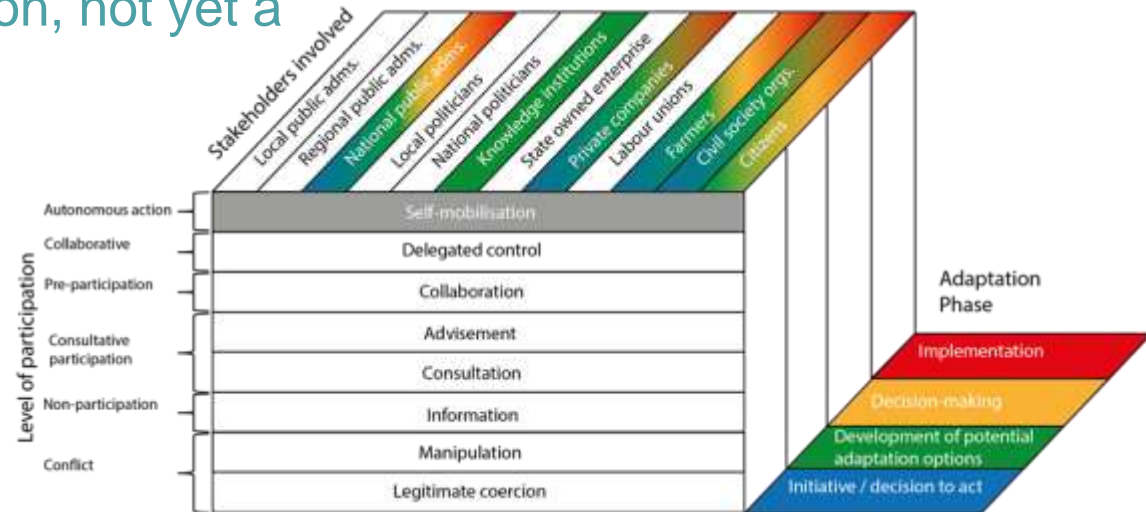 on, not yet a
Stakeholders involved
Local public adms.
Regional public adms.
National public adms.
Local politicians
National politicians
Knowledge institutions
State owned enterprise
Private companies
Labour unions
Farmers
Civil society orgs.
Citizens
Level of participation
Autonomous action
Collaborative
Pre-participation
Consultative
participation
Non-participation
Conflict
Self-mobilisation
Delegated control
Collaboration
Advisement
Consultation
Information
Manipulation
Legitimate coercion
Adaptation
Phase
Implementation
Decision-making
Development of potential
adaptation options
Initiative / decision to act